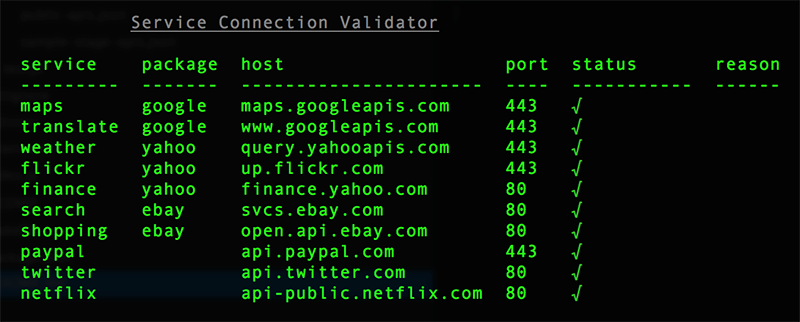 Service Connection Validator
service package host port status reason
--------- ------- ---------------------- ---- ----------- ------
maps google maps.googleapis.com 443 √
translate google www.googleapis.com 443 √
weather yahoo query.yahooapis.com 443 √
flickr yahoo up.flickr.com 443 √
finance yahoo finance.yahoo.com 80 √
search ebay svcs.ebay.com 80 √
shopping ebay open.api.ebay.com 80 √
paypal api.paypal.com 443 √
twitter api.twitter.com 80 √
netflix api-public.netflix.com 80 √